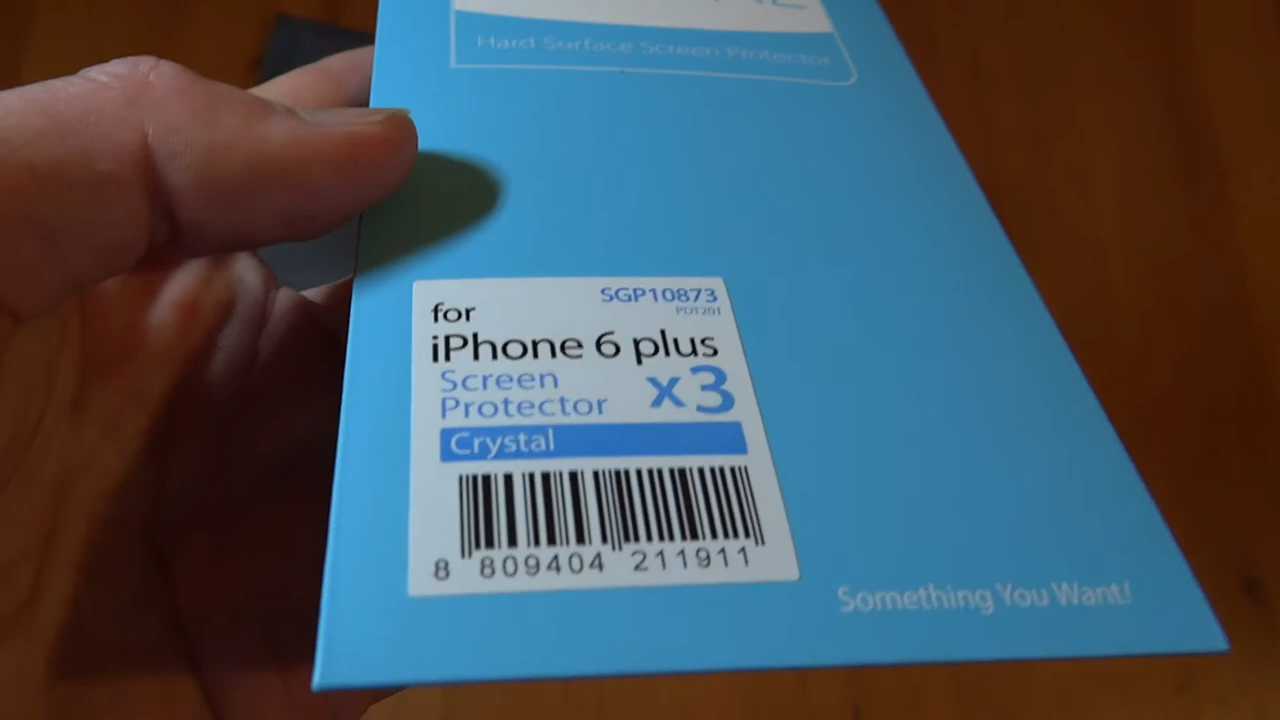 Hard Surface Screen Protector
SGP10873
PDT201
for
iPhone 6 plus
Screen
Protector
x3
Crystal
8 809404 211911
Something You Want!